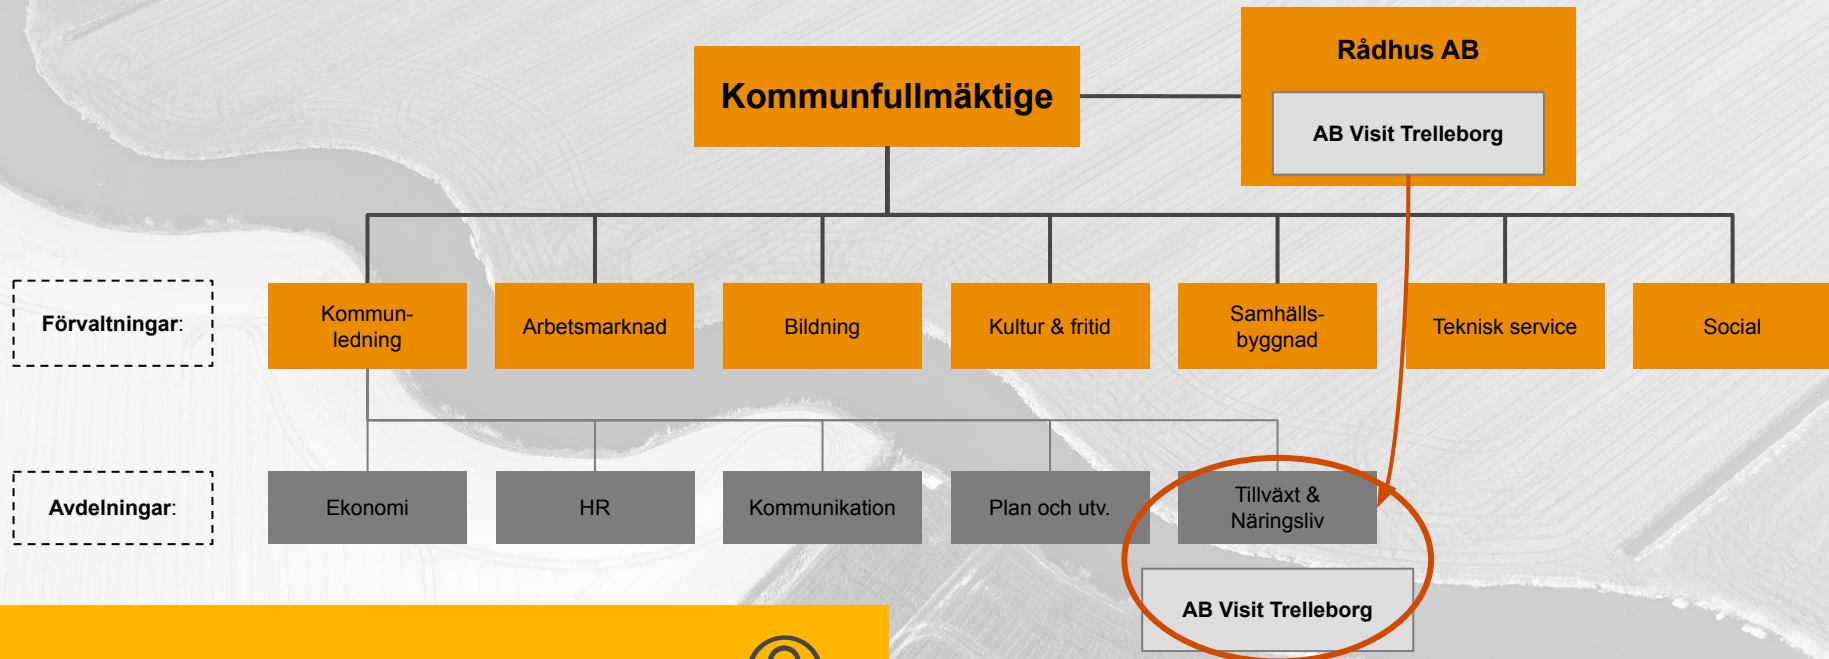 Rådhus AB
Kommunfullmäktige
AB Visit Trelleborg
Förvaltningar:
Kommun-
ledning
Arbetsmarknad
Bildning
Kultur & fritid
Samhälls-
byggnad
Teknisk service
Social
Avdelningar:
Ekonomi
HR
Kommunikation
Plan och utv.
Tillväxt &
Näringsliv
AB Visit Trelleborg